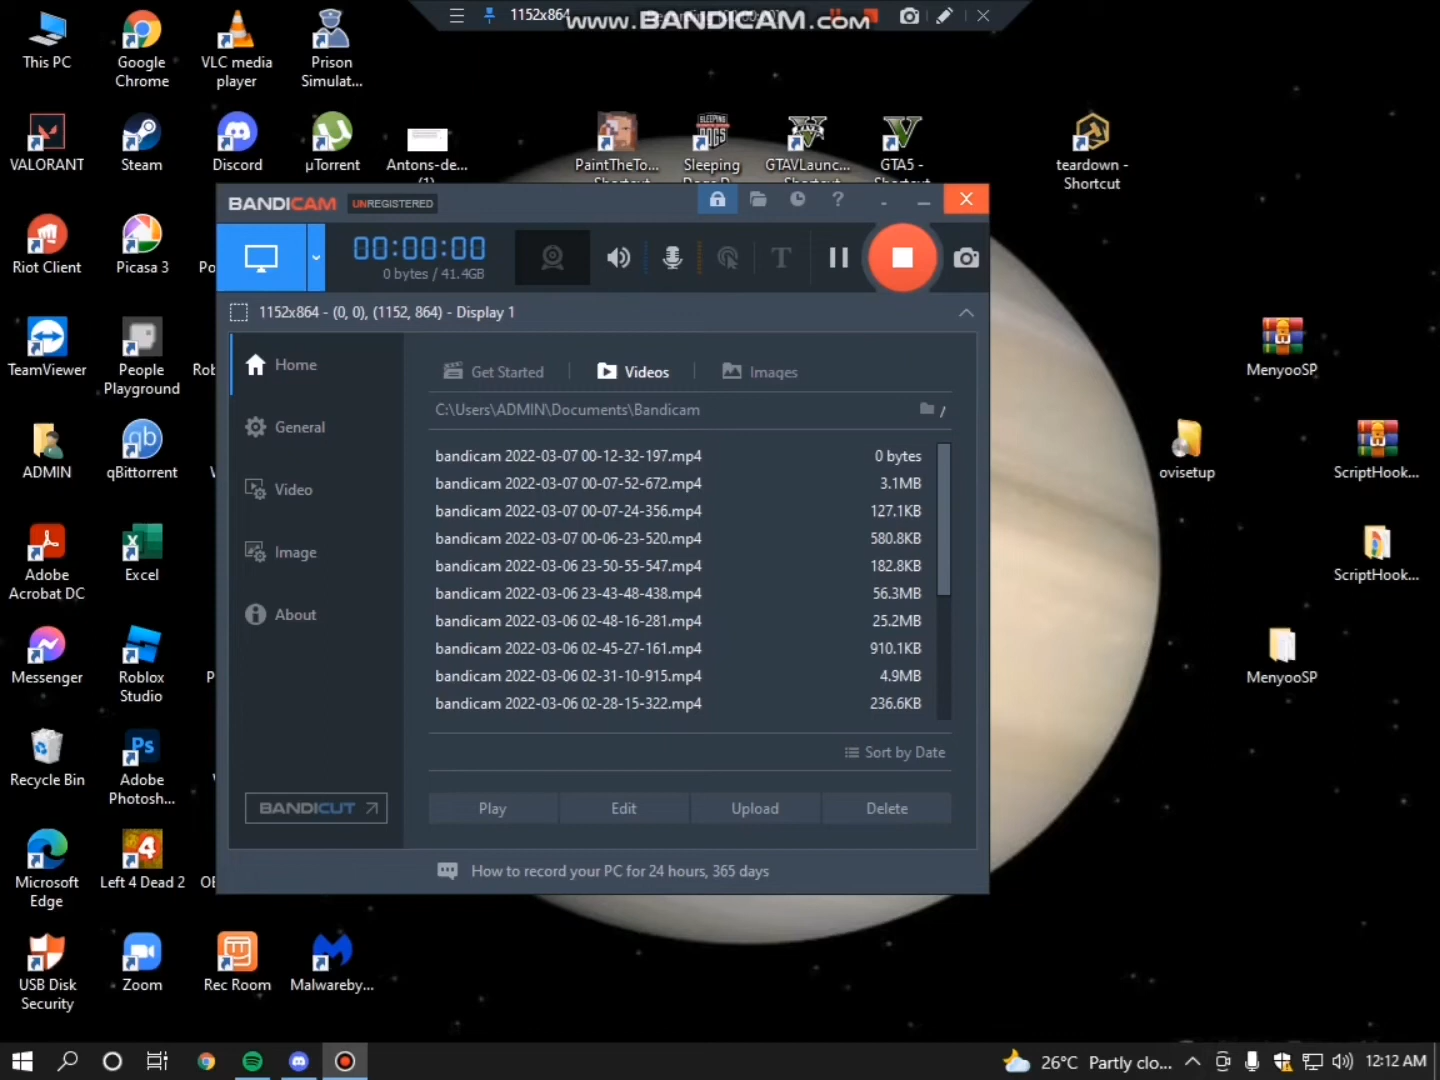 1152x864
www.BANDICAM.com
This PC
Google Chrome
VLC media player
Prison Simulat...
VALORANT
Steam
Discord
µTorrent
Antons-de...
(1)
PaintTheTo...
Shortcut
Sleeping
Dogs D...
GTAVLaunc...
Shortcut
GTA5 -
Shortcut
teardown -
Shortcut
BANDICAM UNREGISTERED
?
00:00:00
0 bytes / 41.4GB
T
1152x864 - (0, 0), (1152, 864) - Display 1
Riot Client
Picasa 3
Po
TeamViewer
People Playground
Rob
ADMIN
qBittorrent
Adobe Acrobat DC
Excel
Messenger
Roblox Studio
P
Recycle Bin
Adobe Photosh...
Microsoft Edge
Left 4 Dead 2
OB
USB Disk Security
Zoom
Rec Room
Malwareby...
Home
General
Video
Image
About
BANDICUT
Get Started
Videos
Images
C:\Users\ADMIN\Documents\Bandicam
/
bandicam 2022-03-07 00-12-32-197.mp4 0 bytes
bandicam 2022-03-07 00-07-52-672.mp4 3.1MB
bandicam 2022-03-07 00-07-24-356.mp4 127.1KB
bandicam 2022-03-07 00-06-23-520.mp4 580.8KB
bandicam 2022-03-06 23-50-55-547.mp4 182.8KB
bandicam 2022-03-06 23-43-48-438.mp4 56.3MB
bandicam 2022-03-06 02-48-16-281.mp4 25.2MB
bandicam 2022-03-06 02-45-27-161.mp4 910.1KB
bandicam 2022-03-06 02-31-10-915.mp4 4.9MB
bandicam 2022-03-06 02-28-15-322.mp4 236.6KB
Sort by Date
Play
Edit
Upload
Delete
How to record your PC for 24 hours, 365 days
MenyooSP
ovisetup
ScriptHook...
ScriptHook...
MenyooSP
26°C Partly clo...
12:12 AM